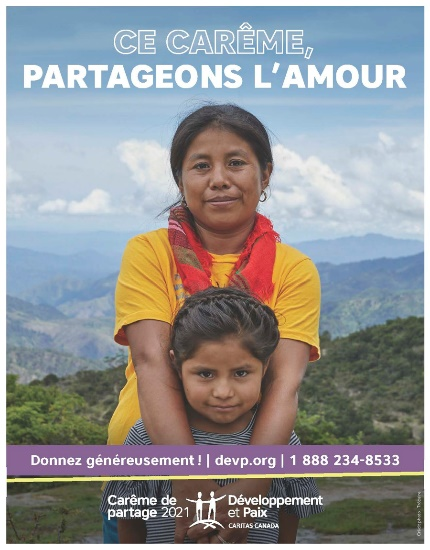 CE CARÊME,
PARTAGEONS L'AMOUR
Donnez généreusement ! | devp.org | 1 888 234-8533
Carême de Développement
partage 2021 et Paix
CARITAS CANADA